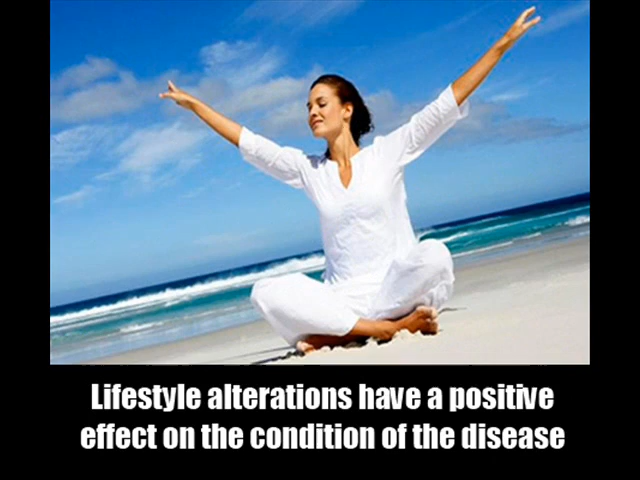 Lifestyle alterations have a positive
effect on the condition of the disease